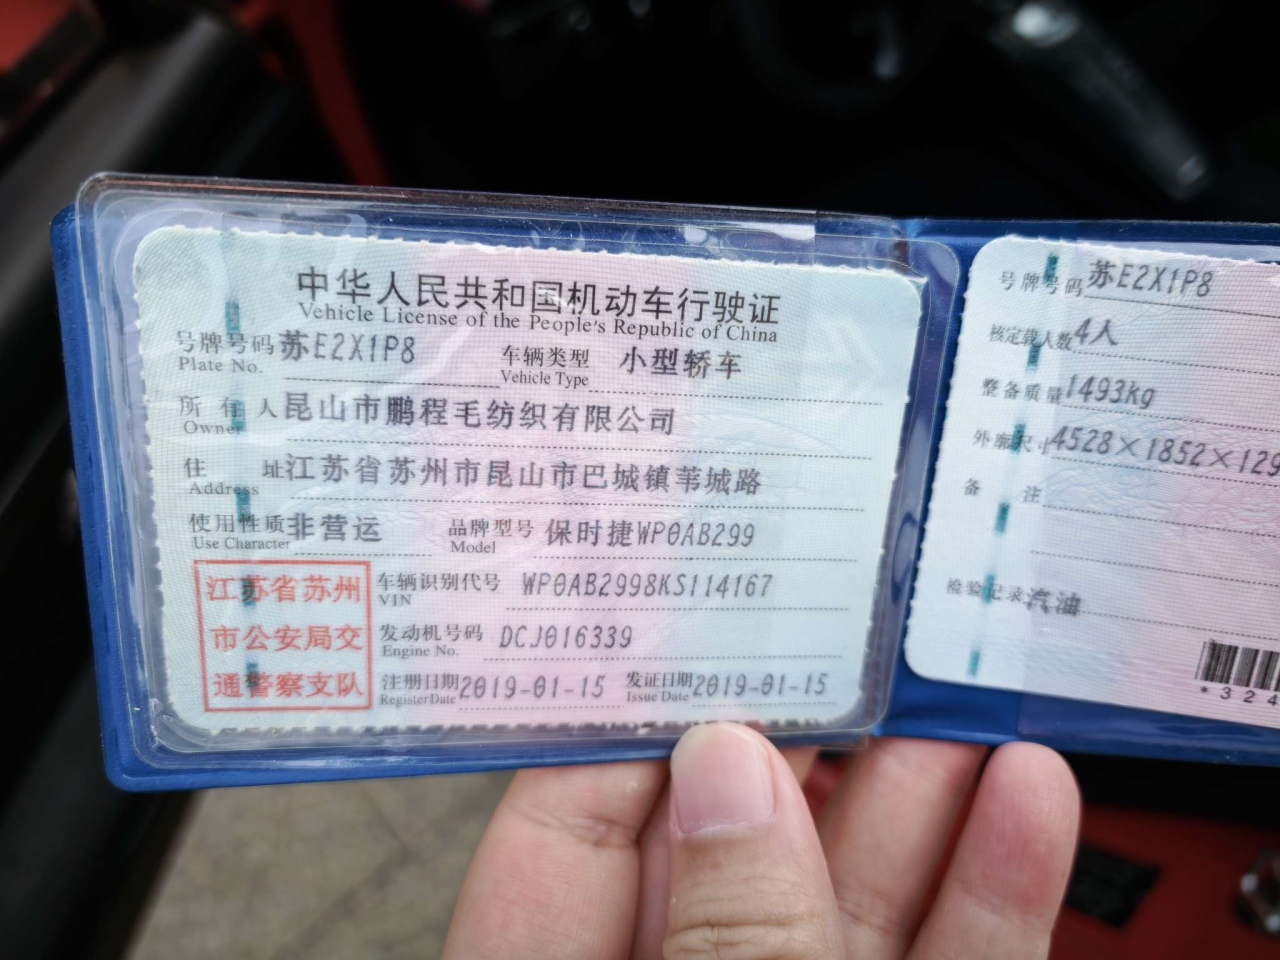 中华人民共和国机动车行驶证
Vehicle License of the People's Republic of China
号牌号码 苏E2X1P8 车辆类型 小型轿车
Plate No. Vehicle Type
所有人 昆山市鹏程毛纺织有限公司
Owner
住址 江苏省苏州市昆山市巴城镇苇城路
Address
使用性质 非营运 品牌型号 保时捷WP0AB299
Use Character Model
江苏省苏州
市公安局交
通警察支队
车辆识别代号 WP0AB2998KS114167
VIN
发动机号码 DCJ016339
Engine No.
注册日期 2019-01-15 发证日期 2019-01-15
Register Date Issue Date
号牌号码 苏E2X1P8
核定载人数 4人
整备质量 1493kg
外廓尺寸 4528×1852×129
备注
检验记录 汽油
*324